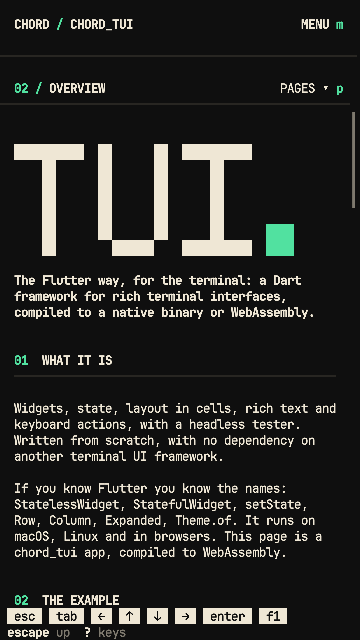 CHORD / CHORD_TUI
MENU m
02 / OVERVIEW
PAGES ▾ p
TUI.
The Flutter way, for the terminal: a Dart
framework for rich terminal interfaces,
compiled to a native binary or WebAssembly.
01 WHAT IT IS
Widgets, state, layout in cells, rich text and
keyboard actions, with a headless tester.
Written from scratch, with no dependency on
another terminal UI framework.
If you know Flutter you know the names:
StatelessWidget, StatefulWidget, setState,
Row, Column, Expanded, Theme.of. It runs on
macOS, Linux and in browsers. This page is a
chord_tui app, compiled to WebAssembly.
02 THE EXAMPLE
esc tab ← ↑ ↓ → enter f1
escape up ? keys